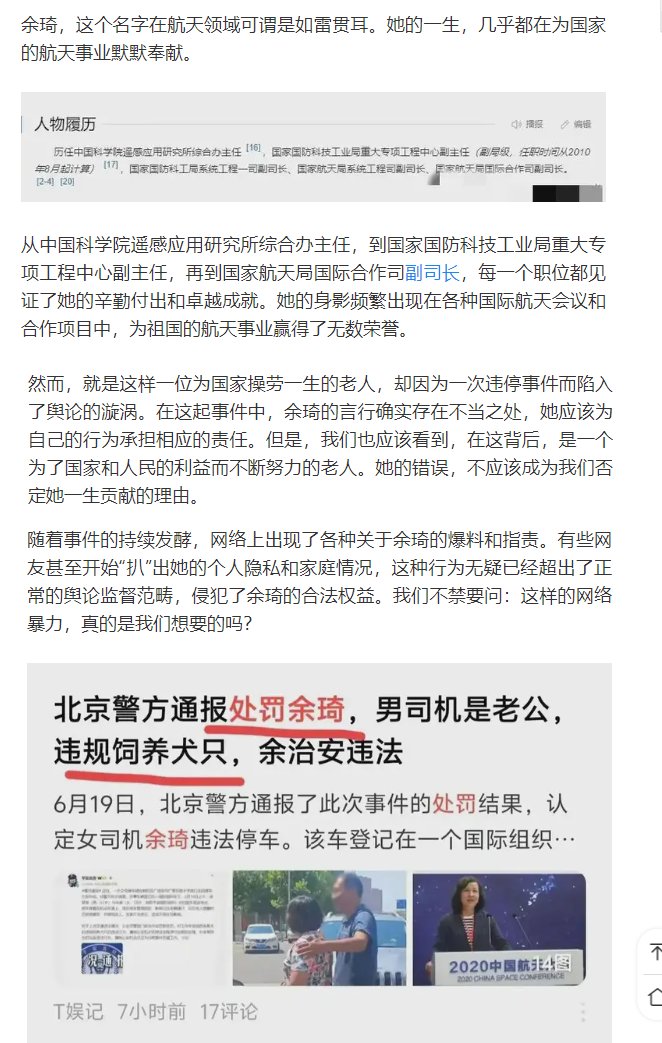 余琦，这个名字在航天领域可谓是如雷贯耳。她的一生，几乎都在为国家
的航天事业默默奉献。
人物履历
播报 编辑
历任中国科学院遥感应用研究所综合办主任 [16]，国家国防科技工业局重大专项工程中心副主任（副局级，任职时间从2010
年8月起计算）[17]，国家国防科工局系统工程一司副司长、国家航天局系统工程司副司长、国家航天局国际合作司副司长。
[2-4] [20]
从中国科学院遥感应用研究所综合办主任，到国家国防科技工业局重大专
项工程中心副主任，再到国家航天局国际合作司副司长，每一个职位都见
证了她的辛勤付出和卓越成就。她的身影频繁出现在各种国际航天会议和
合作项目中，为祖国的航天事业赢得了无数荣誉。
然而，就是这样一位为国家操劳一生的老人，却因为一次违停事件而陷入
了舆论的漩涡。在这起事件中，余琦的言行确实存在不当之处，她应该为
自己的行为承担相应的责任。但是，我们也应该看到，在这背后，是一个
为了国家和人民的利益而不断努力的老人。她的错误，不应该成为我们否
定她一生贡献的理由。
随着事件的持续发酵，网络上出现了各种关于余琦的爆料和指责。有些网
友甚至开始“扒”出她的个人隐私和家庭情况，这种行为无疑已经超出了正
常的舆论监督范畴，侵犯了余琦的合法权益。我们不禁要问：这样的网络
暴力，真的是我们想要的吗？
北京警方通报处罚余琦，男司机是老公，
违规饲养犬只，余治安违法
6月19日，北京警方通报了此次事件的处罚结果，认
定女司机余琦违法停车。该车登记在一个国际组织…
2020中国航天
2020 CHINA SPACE CONFERENCE
14图
T娱记 7小时前 17评论